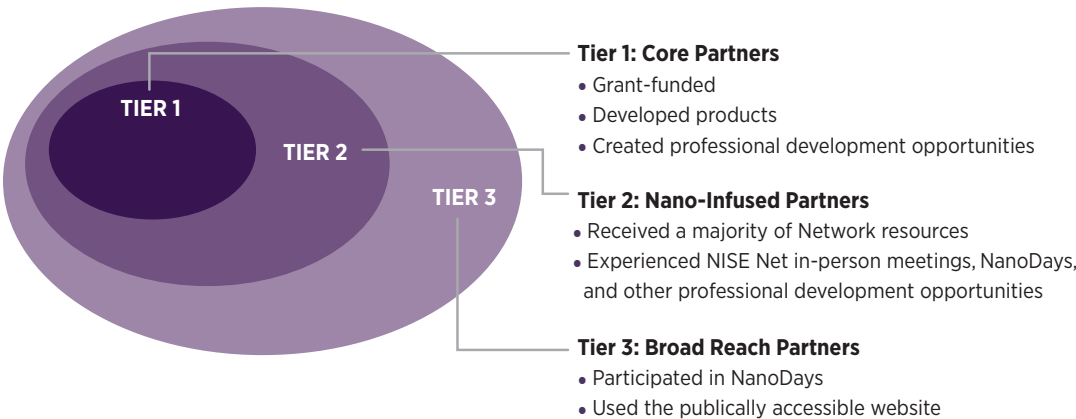 TIER 1
TIER 2
TIER 3
Tier 1: Core Partners
• Grant-funded
• Developed products
• Created professional development opportunities
Tier 2: Nano-Infused Partners
• Received a majority of Network resources
• Experienced NISE Net in-person meetings, NanoDays,
and other professional development opportunities
Tier 3: Broad Reach Partners
• Participated in NanoDays
• Used the publically accessible website